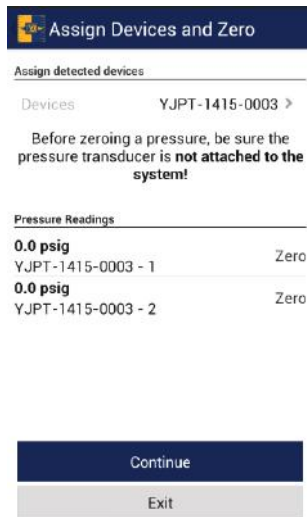 Assign Devices and Zero
Assign detected devices
Devices YJPT-1415-0003 >
Before zeroing a pressure, be sure the
pressure transducer is not attached to the
system!
Pressure Readings
0.0 psig
YJPT-1415-0003 - 1 Zero
0.0 psig
YJPT-1415-0003 - 2 Zero
Continue
Exit